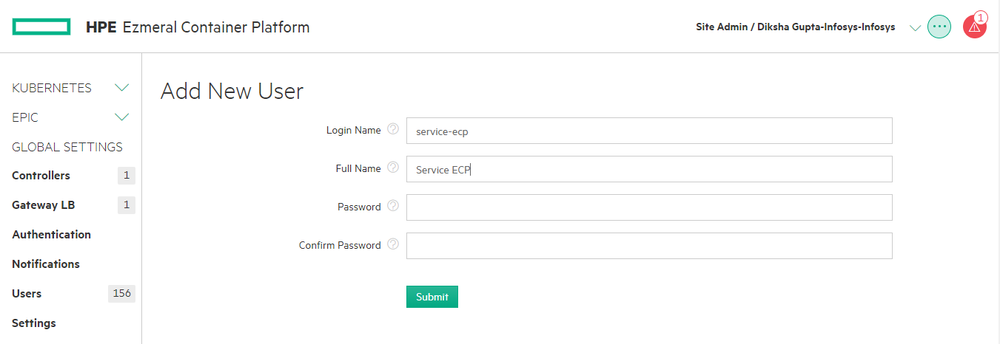 HPE Ezmeral Container Platform
Site Admin / Diksha Gupta-Infosys-Infosys
1
KUBERNETES
EPIC
GLOBAL SETTINGS
Controllers 1
Gateway LB 1
Authentication
Notifications
Users 156
Settings
Add New User
Login Name ? service-ecp
Full Name ? Service ECP
Password ?
Confirm Password ?
Submit